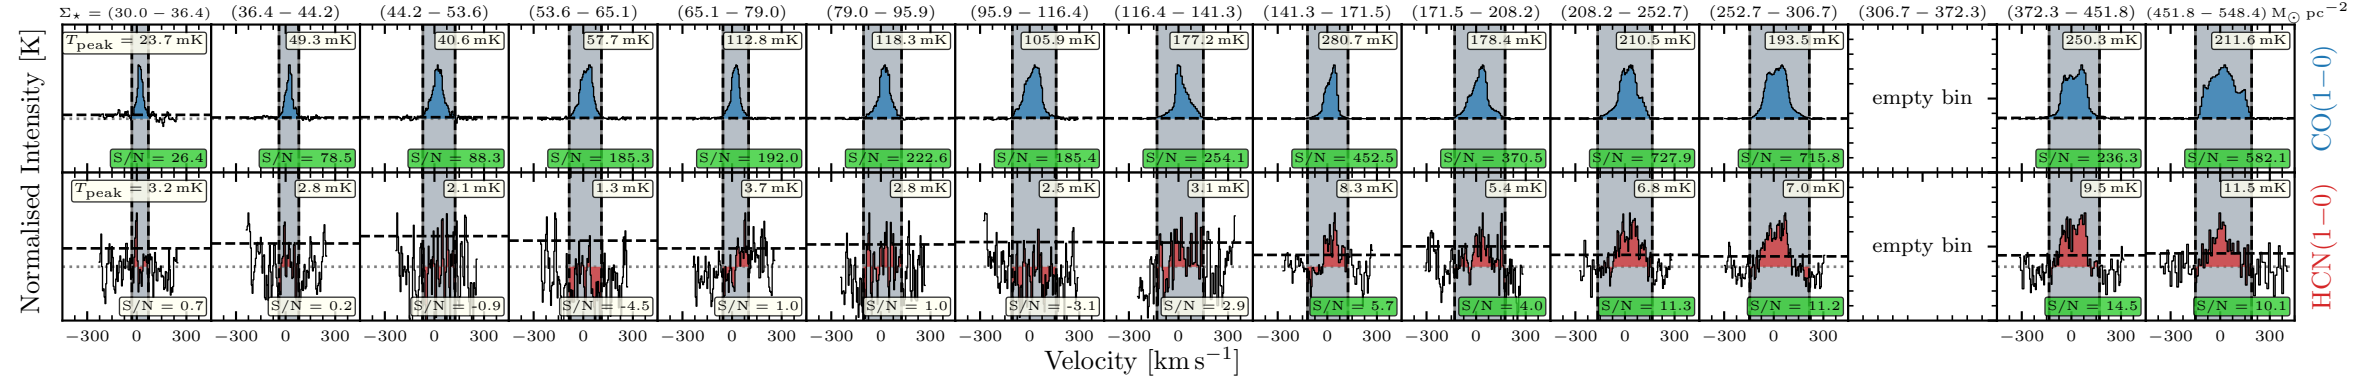 Σ⋆ = (30.0 − 36.4) (36.4 − 44.2) (44.2 − 53.6) (53.6 − 65.1) (65.1 − 79.0) (79.0 − 95.9) (95.9 − 116.4) (116.4 − 141.3) (141.3 − 171.5) (171.5 − 208.2) (208.2 − 252.7) (252.7 − 306.7) (306.7 − 372.3) (372.3 − 451.8) (451.8 − 548.4) M⊙ pc−2
Normalised Intensity [K]
Tpeak = 23.7 mK 49.3 mK 40.6 mK 57.7 mK 112.8 mK 118.3 mK 105.9 mK 177.2 mK 280.7 mK 178.4 mK 210.5 mK 193.5 mK 250.3 mK 211.6 mK
empty bin
CO(1−0)
S/N = 26.4 S/N = 78.5 S/N = 88.3 S/N = 185.3 S/N = 192.0 S/N = 222.6 S/N = 185.4 S/N = 254.1 S/N = 452.5 S/N = 370.5 S/N = 727.9 S/N = 715.8 S/N = 236.3 S/N = 582.1
Tpeak = 3.2 mK 2.8 mK 2.1 mK 1.3 mK 3.7 mK 2.8 mK 2.5 mK 3.1 mK 8.3 mK 5.4 mK 6.8 mK 7.0 mK 9.5 mK 11.5 mK
empty bin
HCN(1−0)
S/N = 0.7 S/N = 0.2 S/N = -0.9 S/N = -4.5 S/N = 1.0 S/N = 1.0 S/N = -3.1 S/N = 2.9 S/N = 5.7 S/N = 4.0 S/N = 11.3 S/N = 11.2 S/N = 14.5 S/N = 10.1
−300 0 300 −300 0 300 −300 0 300 −300 0 300 −300 0 300 −300 0 300 −300 0 300 −300 0 300 −300 0 300 −300 0 300 −300 0 300 −300 0 300 −300 0 300 −300 0 300 −300 0 300
Velocity [km s−1]